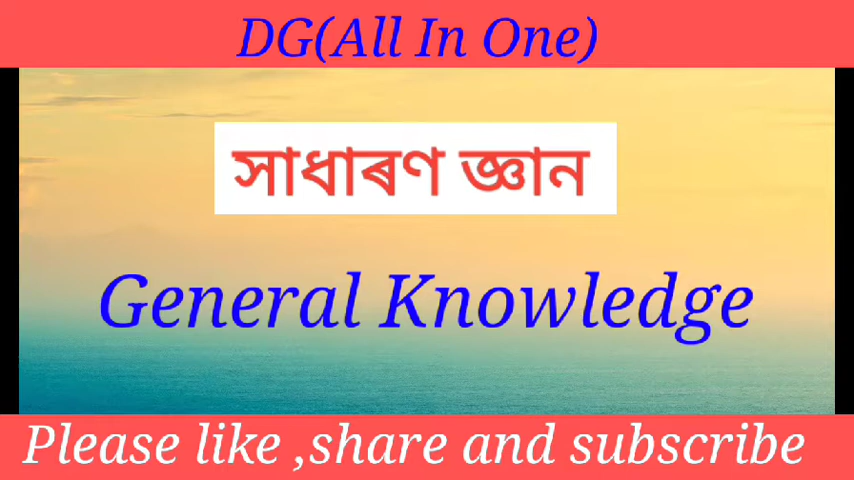 DG(All In One)
সাধাৰণ জ্ঞান
General Knowledge
Please like ,share and subscribe